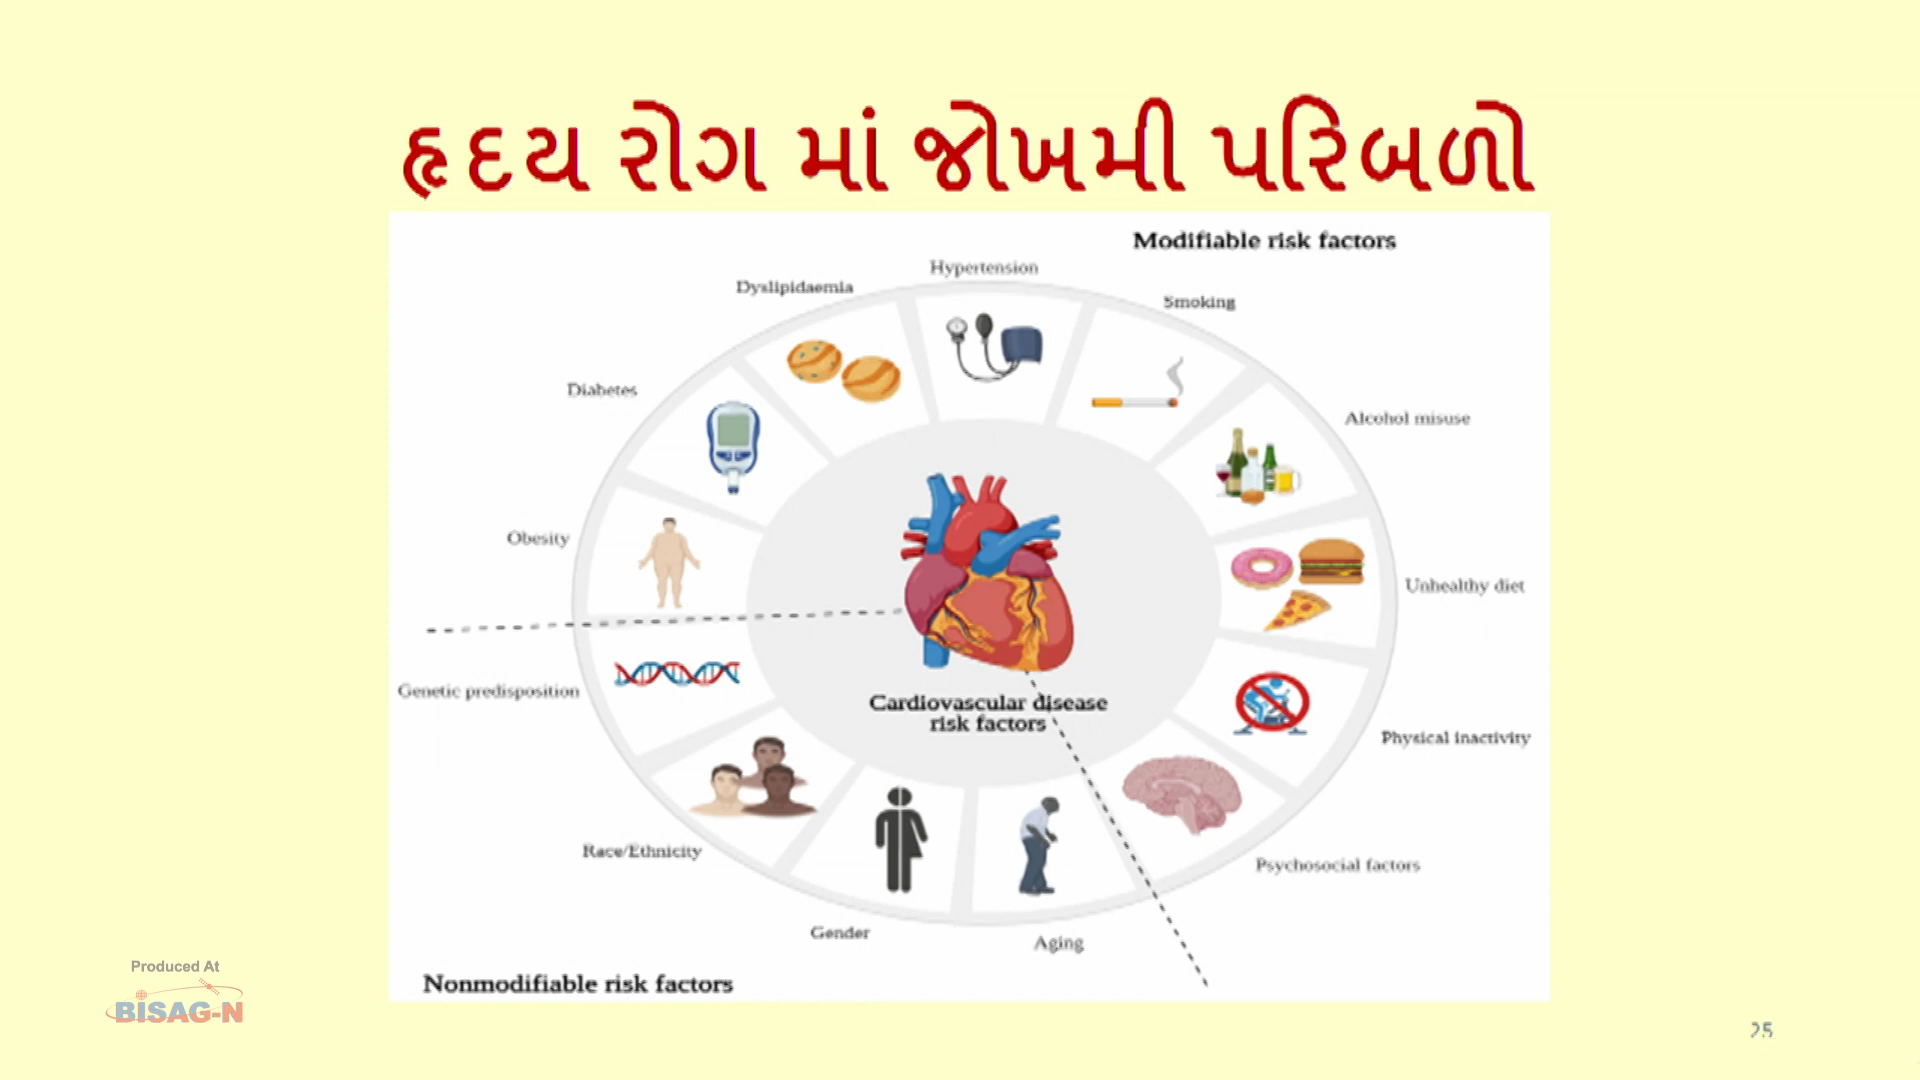 હૃદય રોગ માં જોખમી પરિબળો
Modifiable risk factors
Hypertension
Dyslipidaemia
Smoking
Diabetes
Alcohol misuse
Obesity
Unhealthy diet
Genetic predisposition
Cardiovascular disease
risk factors
Physical inactivity
Race/Ethnicity
Psychosocial factors
Gender
Aging
Nonmodifiable risk factors
Produced At
BISAG-N
25